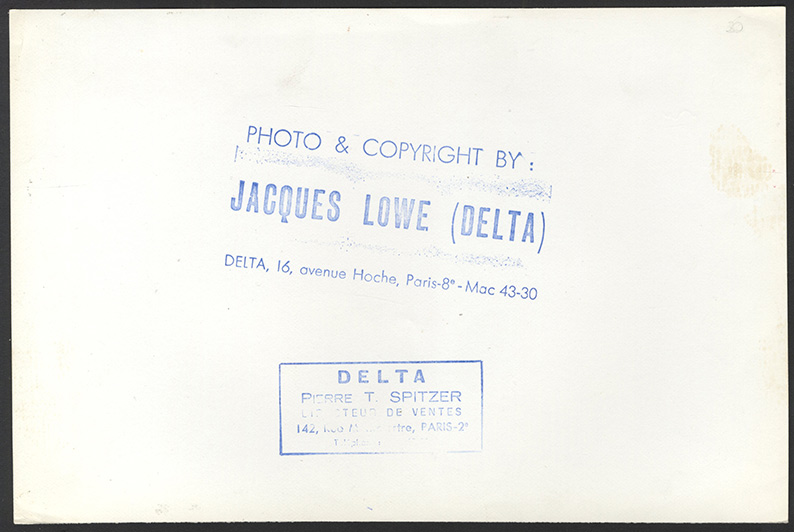 30
PHOTO & COPYRIGHT BY :
JACQUES LOWE (DELTA)
DELTA, 16, avenue Hoche, Paris-8e - Mac 43-30
DELTA
PIERRE T. SPITZER
DE VENTES
142, PARIS-2e